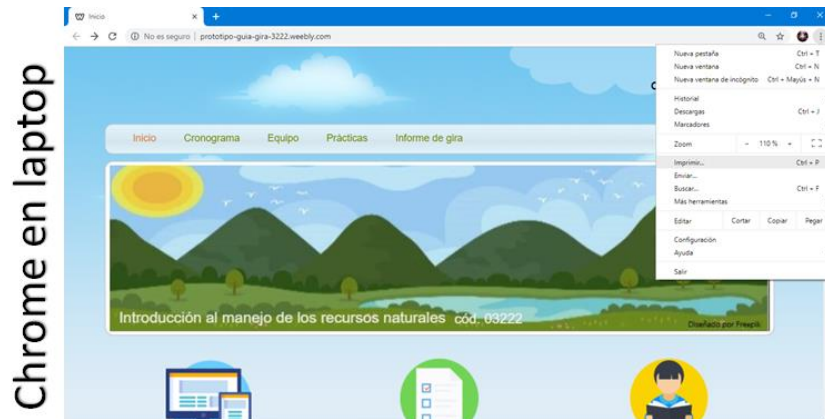 Chrome en laptop
Inicio
No es seguro | prototipo-guia-gira-3222.weebly.com
Nueva pestaña Ctrl + T
Nueva ventana Ctrl + N
Nueva ventana de incógnito Ctrl + Mayús + N
Historial
Descargas Ctrl + J
Marcadores
Zoom - 110 % +
Imprimir... Ctrl + P
Enviar...
Buscar... Ctrl + F
Más herramientas
Editar Cortar Copiar Pegar
Configuración
Ayuda
Salir
Inicio Cronograma Equipo Prácticas Informe de gira
Introducción al manejo de los recursos naturales cód. 03222
Diseñado por Freepik